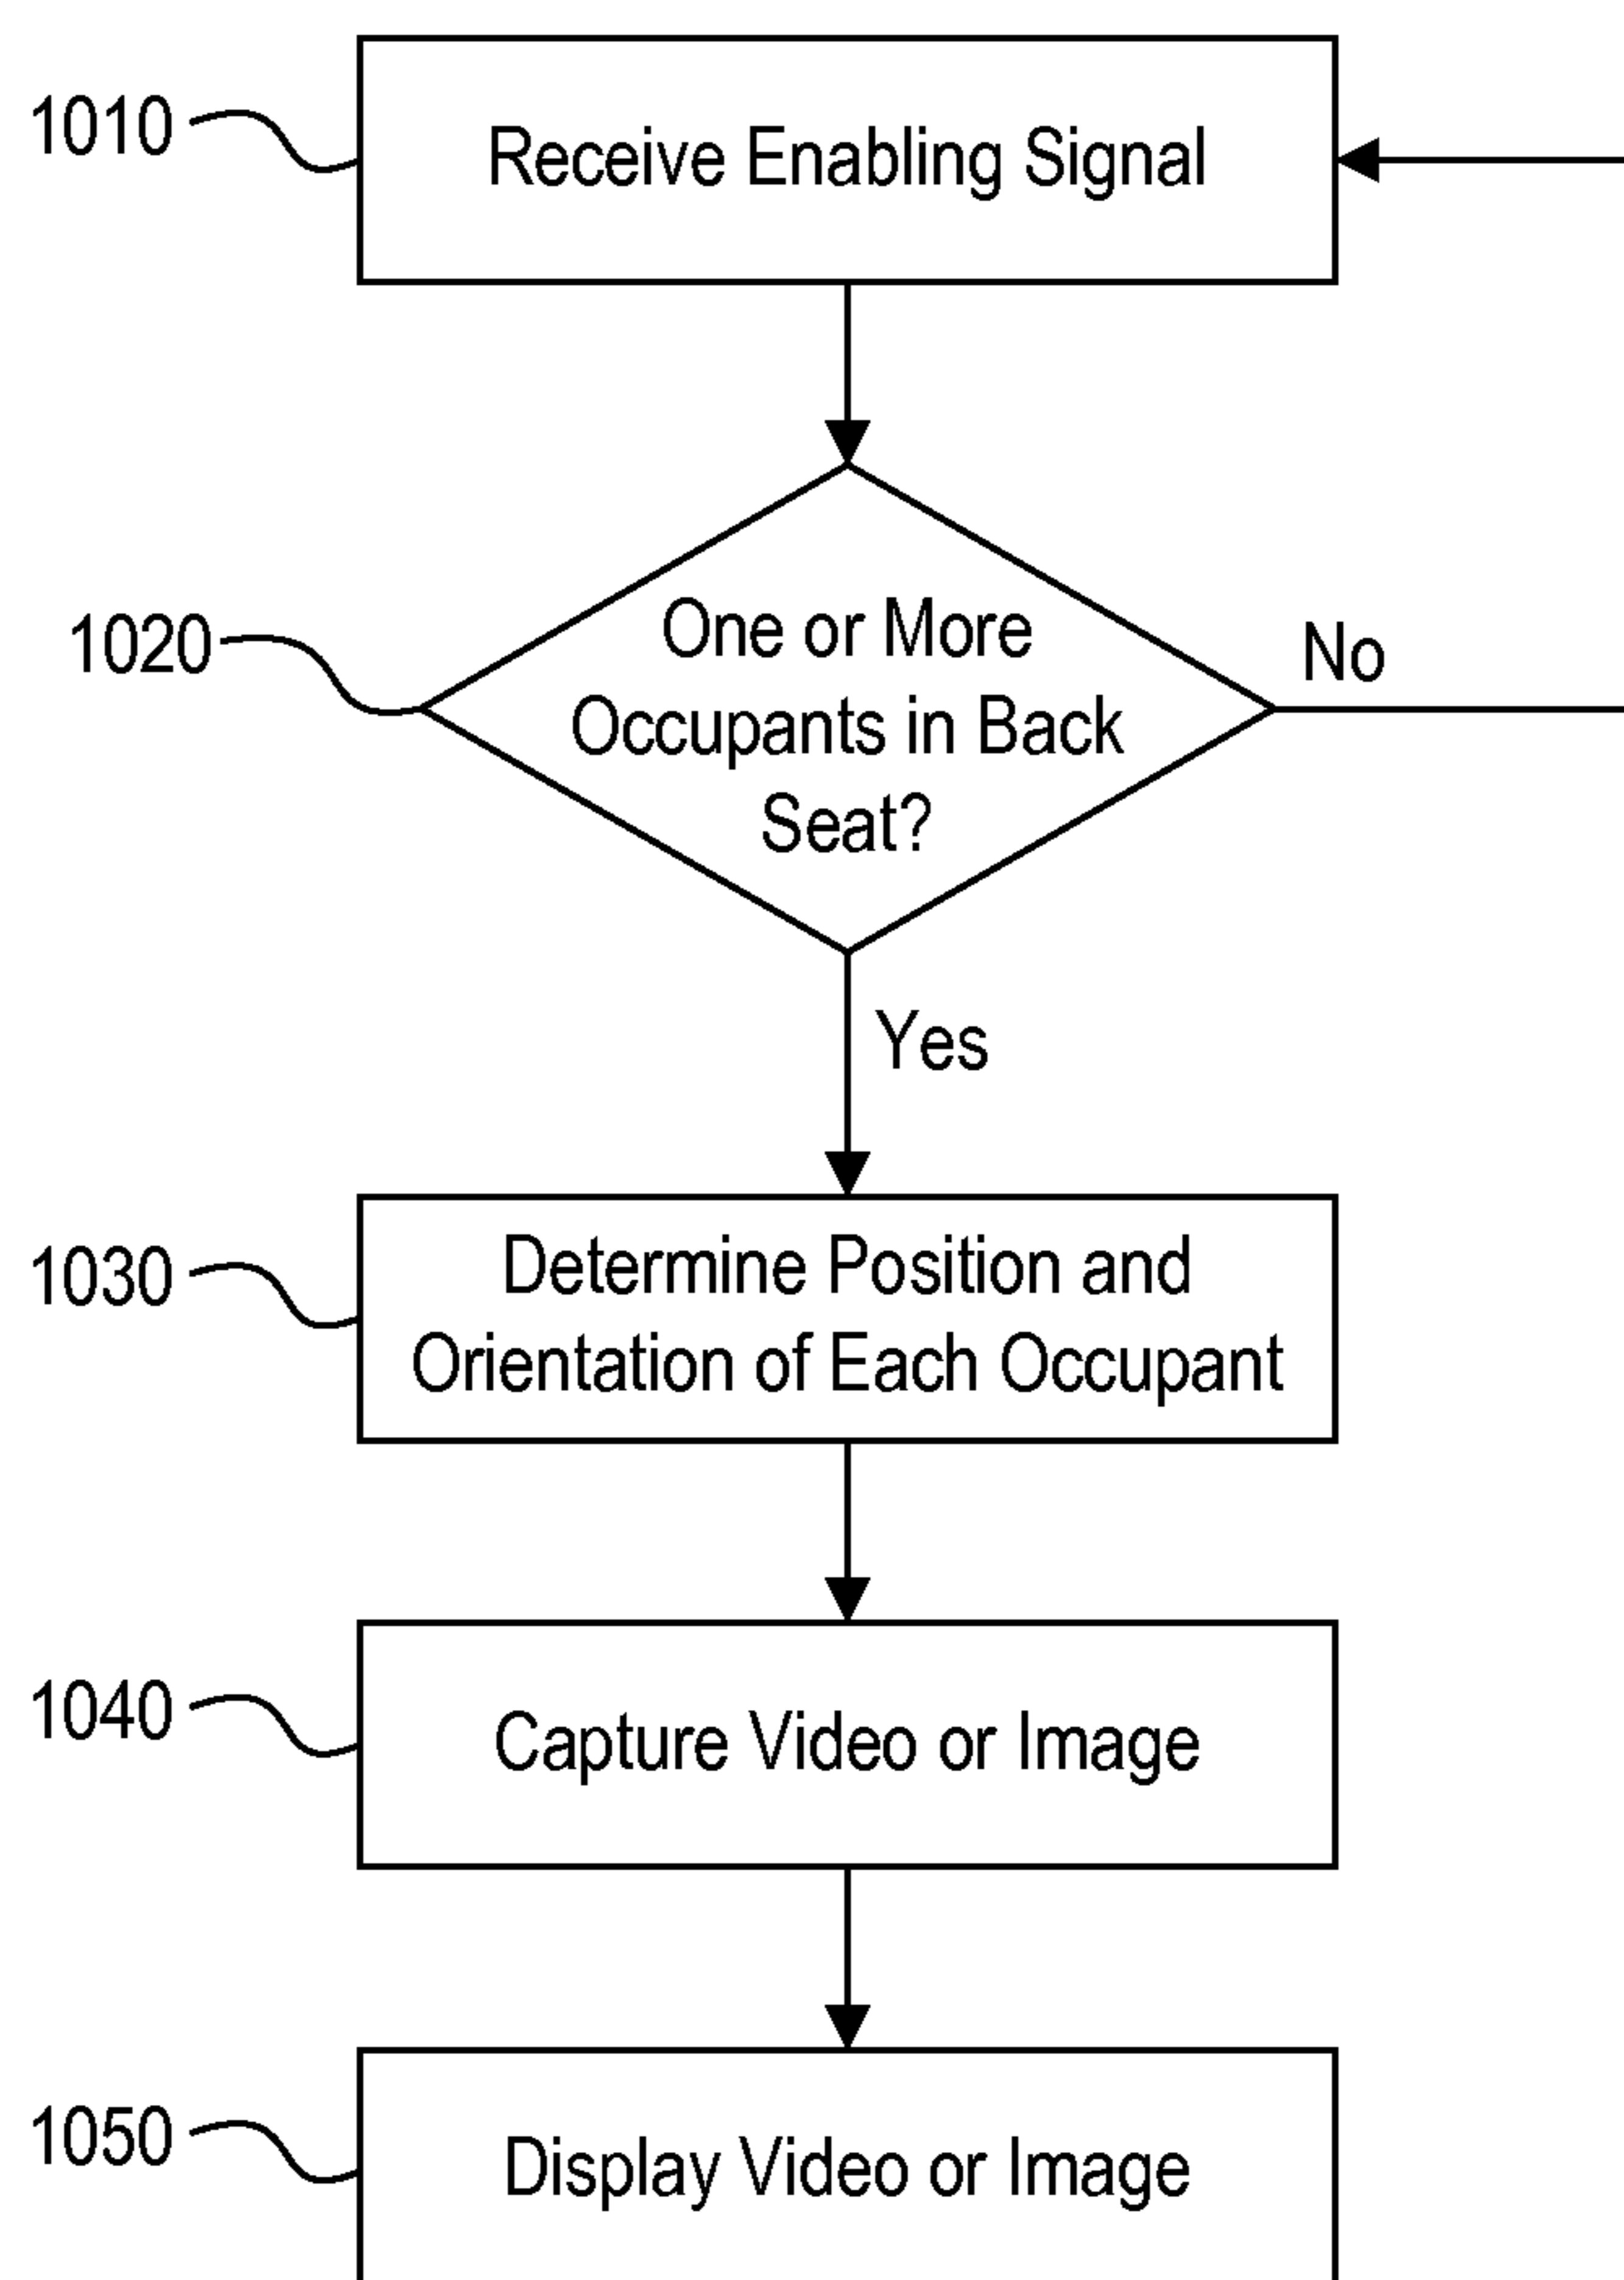 1010
Receive Enabling Signal
1020
One or More
Occupants in Back
Seat?
No
Yes
1030
Determine Position and
Orientation of Each Occupant
1040
Capture Video or Image
1050
Display Video or Image